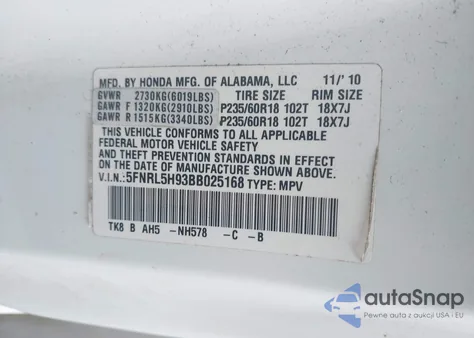 MFD. BY HONDA MFG. OF ALABAMA, LLC 11/'10
GVWR 2730KG(6019LBS) TIRE SIZE RIM SIZE
GAWR F 1320KG(2910LBS) P235/60R18 102T 18X7J
GAWR R 1515KG(3340LBS) P235/60R18 102T 18X7J
THIS VEHICLE CONFORMS TO ALL APPLICABLE
FEDERAL MOTOR VEHICLE SAFETY
AND THEFT PREVENTION STANDARDS IN EFFECT
ON THE DATE OF MANUFACTURE SHOWN ABOVE.
V.I.N.:5FNRL5H93BB025168 TYPE: MPV
TK8 B AH5 -NH578 -C -B
autoSnap
Pewne auta z aukcji USA - EU